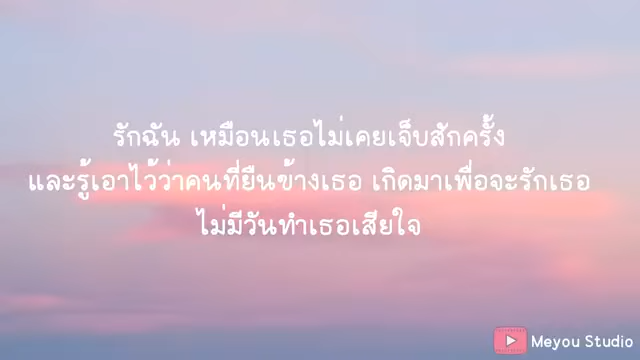 รักฉัน เหมือนเธอไม่เคยเจ็บสักครั้ง
และรู้เอาไว้ว่าคนที่ยืนข้างเธอ เกิดมาเพื่อจะรักเธอ
ไม่มีวันทำเธอเสียใจ
Meyou Studio